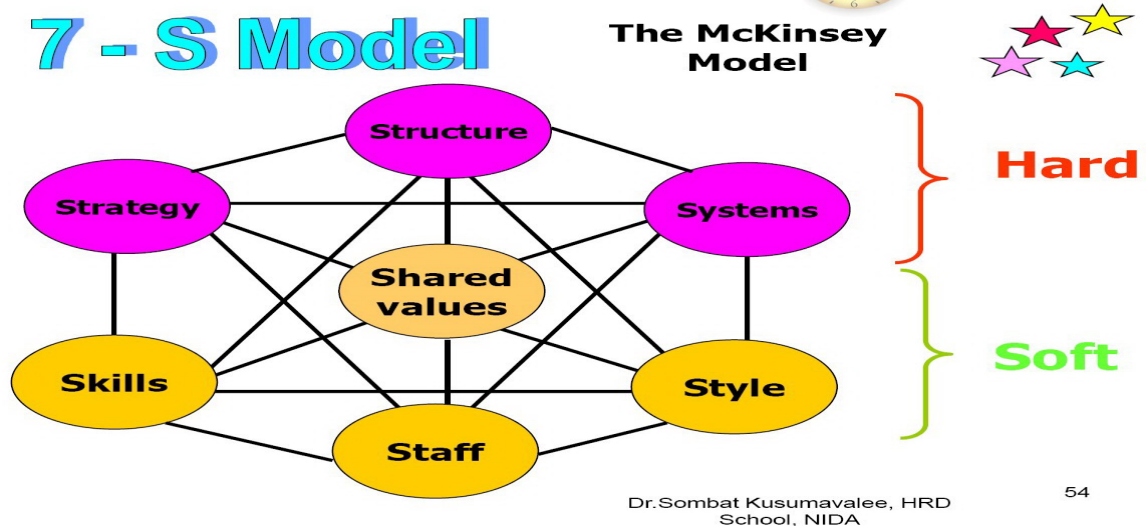 7 - S Model
The McKinsey
Model
Structure
Strategy
Systems
Hard
Shared
values
Skills
Style
Soft
Staff
54
Dr.Sombat Kusumavalee, HRD
School, NIDA